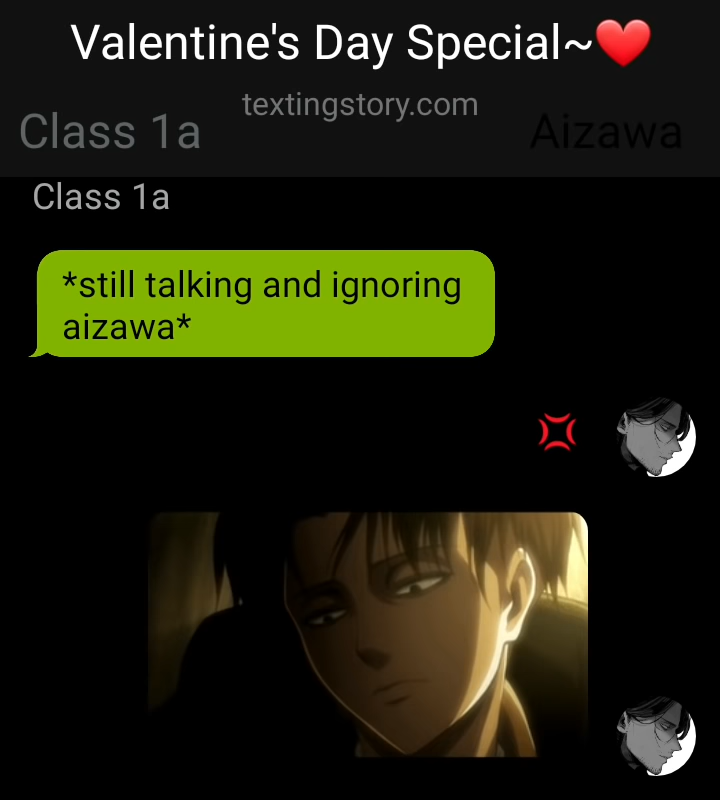 Valentine's Day Special~❤️
textingstory.com
Class 1a
Aizawa
Class 1a
*still talking and ignoring
aizawa*
💢